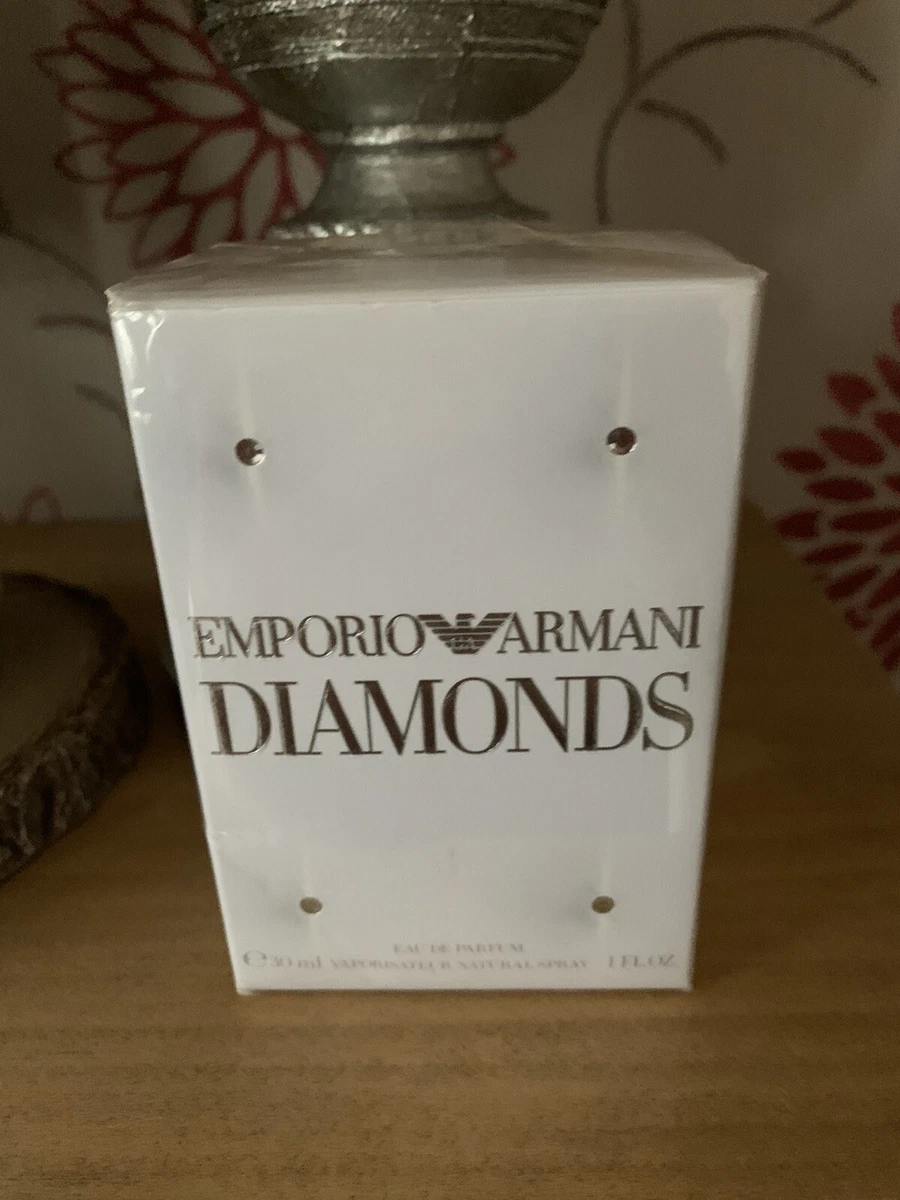 EMPORIO ARMANI
DIAMONDS
EAU DE PARFUM
℮30 ml VAPORISATEUR NATURAL SPRAY 1 FL.OZ.